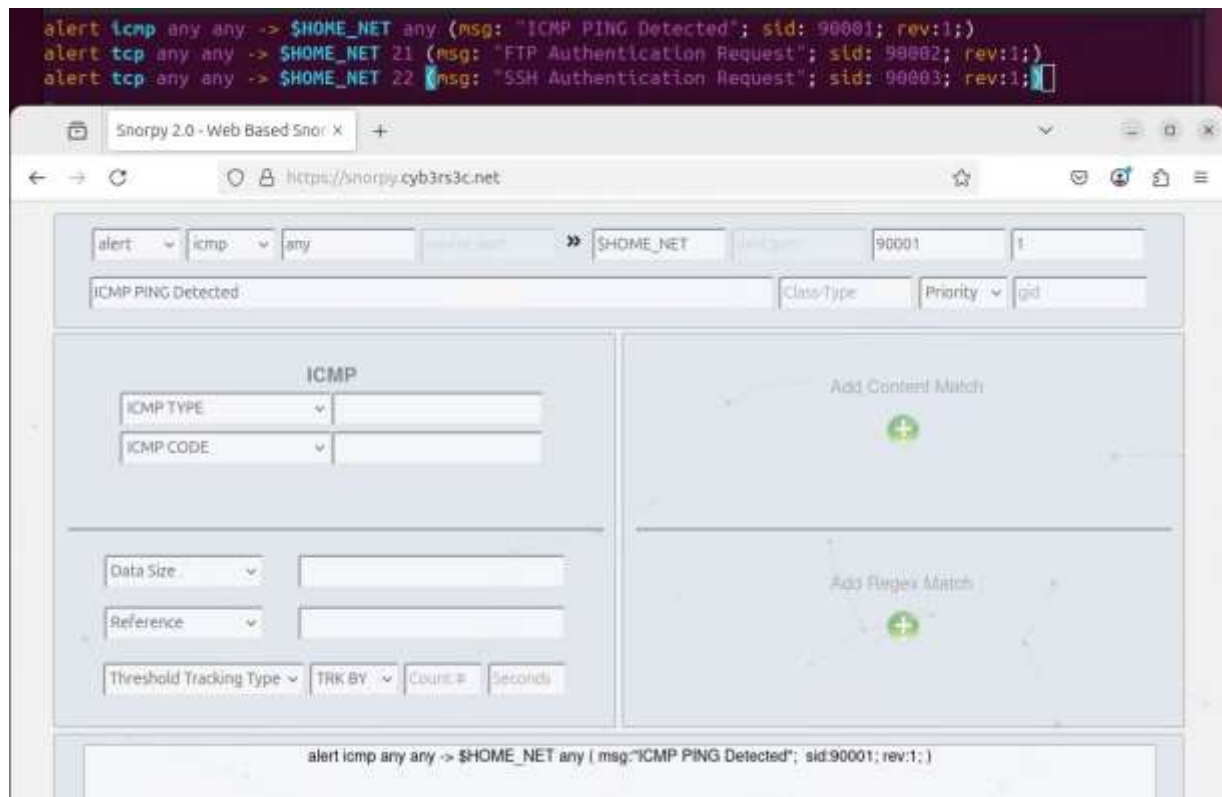 alert icmp any any -> $HOME_NET any (msg: "ICMP PING Detected"; sid: 90001; rev:1;)
alert tcp any any -> $HOME_NET 21 (msg: "FTP Authentication Request"; sid: 90002; rev:1;)
alert tcp any any -> $HOME_NET 22 (msg: "SSH Authentication Request"; sid: 90003; rev:1;)
Snorpy 2.0 - Web Based Snor
https://snorpy.cyb3rs3c.net
alert icmp any » $HOME_NET 90001 1
ICMP PING Detected Class-Type Priority gid
ICMP
ICMP TYPE
ICMP CODE
Add Content Match
Data Size
Reference
Threshold Tracking Type TRK BY Count # Seconds
Add Regex Match
alert icmp any any -> $HOME_NET any ( msg:"ICMP PING Detected"; sid:90001; rev:1; )